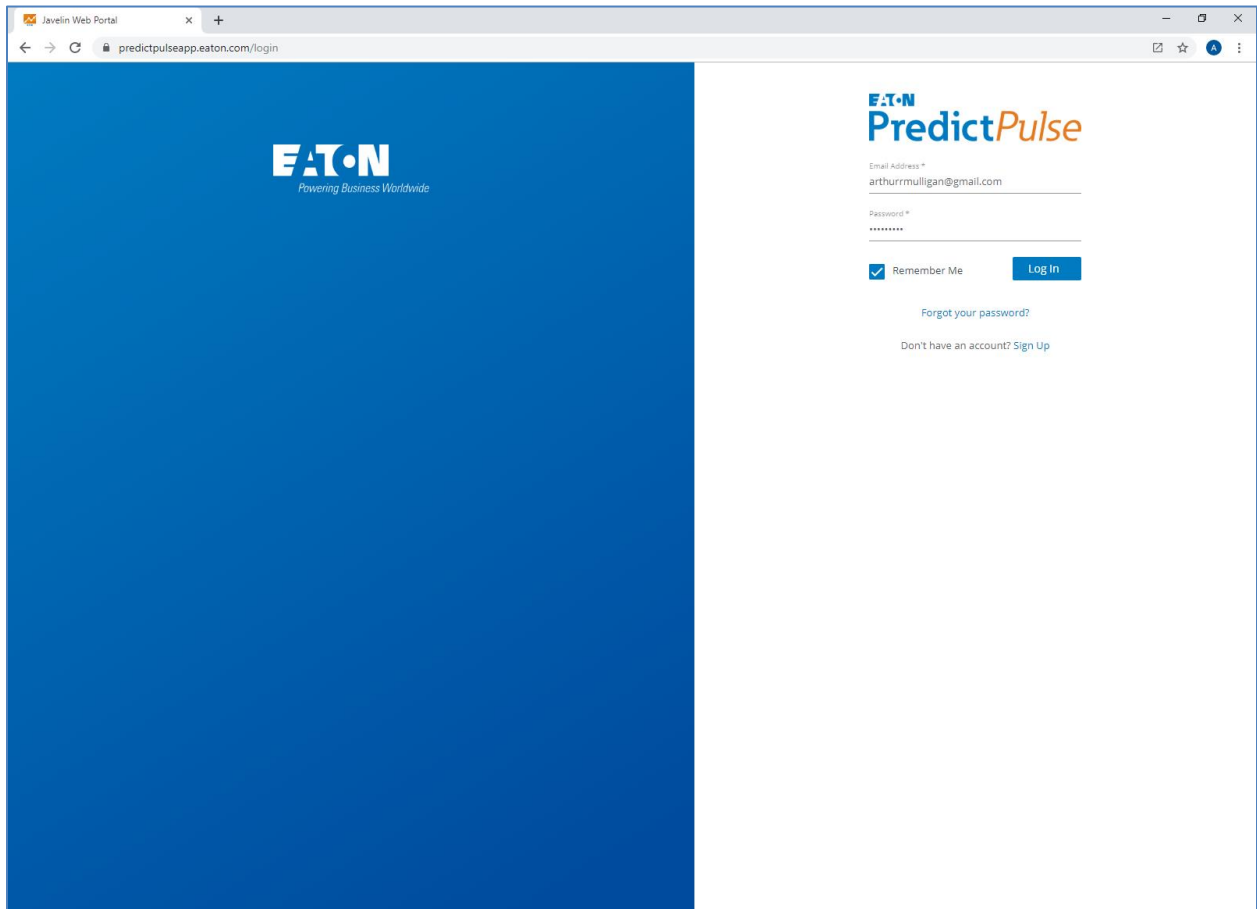 Javelin Web Portal
predictpulseapp.eaton.com/login
A
EATON
Powering Business Worldwide
EATON
PredictPulse
Email Address *
arthurrmulligan@gmail.com
Password *
•••••••••
Remember Me
Log In
Forgot your password?
Don't have an account? Sign Up